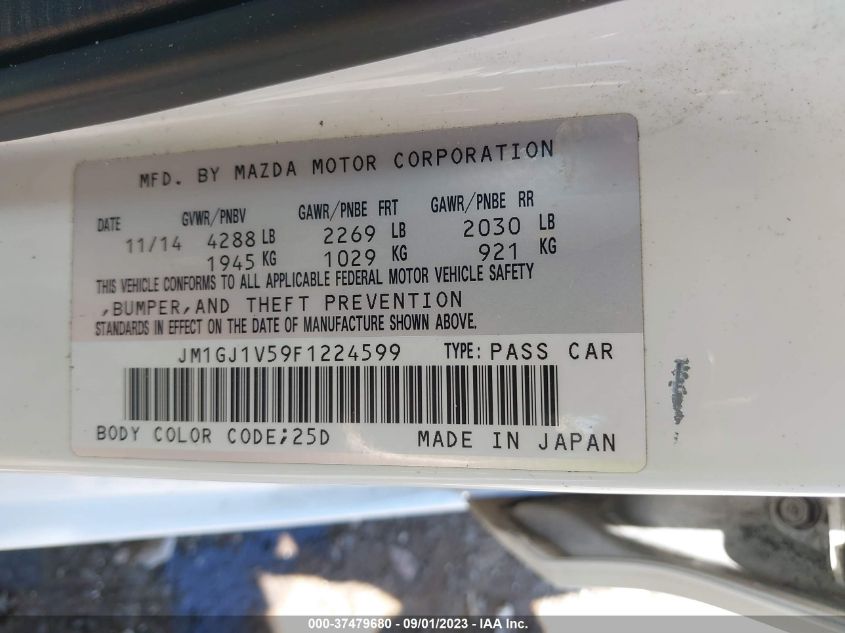 MFD. BY MAZDA MOTOR CORPORATION
DATE GVWR/PNBV GAWR/PNBE FRT GAWR/PNBE RR
11/14 4288 LB 2269 LB 2030 LB
1945 KG 1029 KG 921 KG
THIS VEHICLE CONFORMS TO ALL APPLICABLE FEDERAL MOTOR VEHICLE SAFETY
,BUMPER,AND THEFT PREVENTION
STANDARDS IN EFFECT ON THE DATE OF MANUFACTURE SHOWN ABOVE.
JM1GJ1V59F1224599 TYPE: PASS CAR
BODY COLOR CODE;25D MADE IN JAPAN
000-37479680 - 09/01/2023 - IAA Inc.